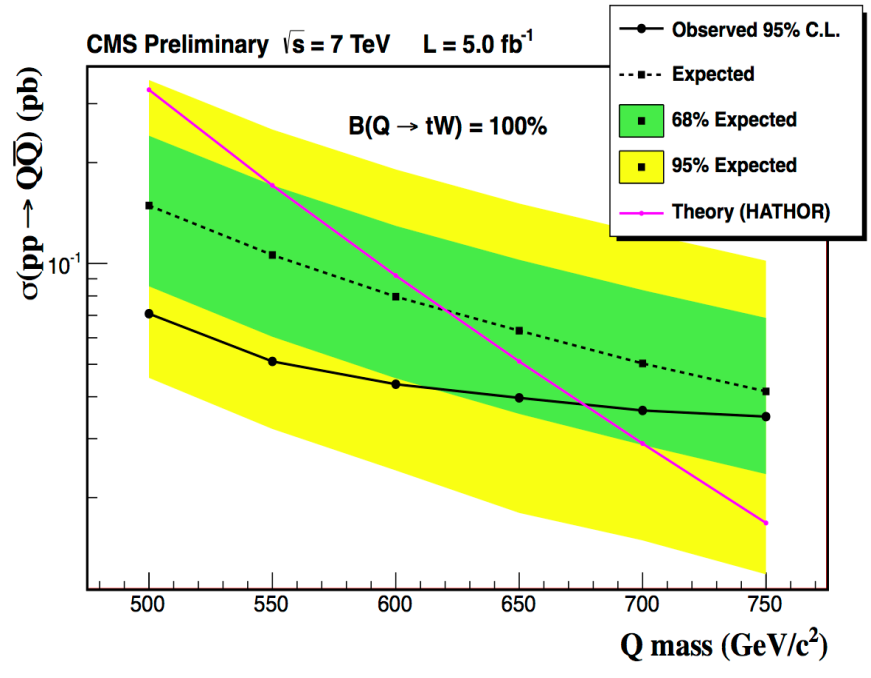 CMS Preliminary √s = 7 TeV L = 5.0 fb⁻¹
Observed 95% C.L.
Expected
68% Expected
95% Expected
Theory (HATHOR)
B(Q → tW) = 100%
σ(pp → QQ̅) (pb)
10⁻¹
500 550 600 650 700 750
Q mass (GeV/c²)